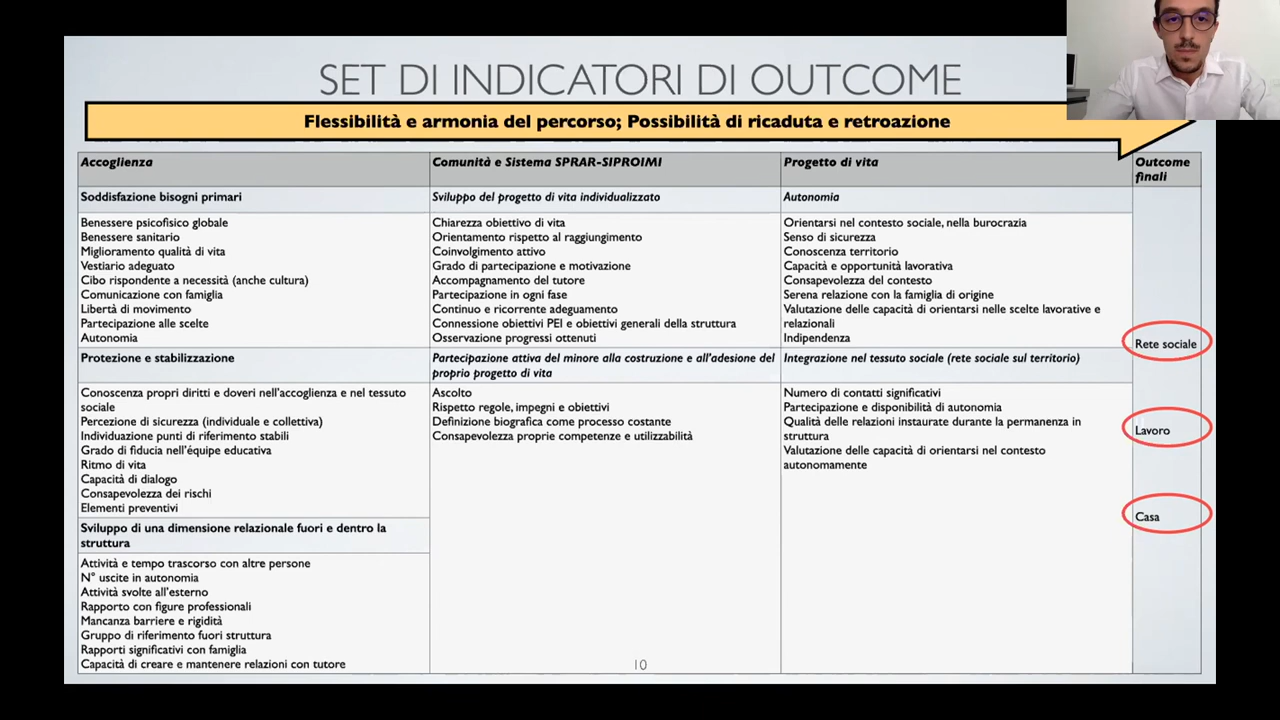 SET DI INDICATORI DI OUTCOME
Flessibilità e armonia del percorso; Possibilità di ricaduta e retroazione
Accoglienza
Comunità e Sistema SPRAR-SIPROIMI
Progetto di vita
Outcome
finali
Soddisfazione bisogni primari
Sviluppo del progetto di vita individualizzato
Autonomia
Benessere psicofisico globale
Benessere sanitario
Miglioramento qualità di vita
Vestiario adeguato
Cibo rispondente a necessità (anche cultura)
Comunicazione con famiglia
Libertà di movimento
Partecipazione alle scelte
Autonomia
Chiarezza obiettivo di vita
Orientamento rispetto al raggiungimento
Coinvolgimento attivo
Grado di partecipazione e motivazione
Accompagnamento del tutore
Partecipazione in ogni fase
Continuo e ricorrente adeguamento
Connessione obiettivi PEI e obiettivi generali della struttura
Osservazione progressi ottenuti
Orientarsi nel contesto sociale, nella burocrazia
Senso di sicurezza
Conoscenza territorio
Capacità e opportunità lavorativa
Consapevolezza del contesto
Serena relazione con la famiglia di origine
Valutazione delle capacità di orientarsi nelle scelte lavorative e
relazionali
Indipendenza
Protezione e stabilizzazione
Partecipazione attiva del minore alla costruzione e all'adesione del
proprio progetto di vita
Integrazione nel tessuto sociale (rete sociale sul territorio)
Conoscenza propri diritti e doveri nell'accoglienza e nel tessuto
sociale
Percezione di sicurezza (individuale e collettiva)
Individuazione punti di riferimento stabili
Grado di fiducia nell'équipe educativa
Ritmo di vita
Capacità di dialogo
Consapevolezza dei rischi
Elementi preventivi
Ascolto
Rispetto regole, impegni e obiettivi
Definizione biografica come processo costante
Consapevolezza proprie competenze e utilizzabilità
Numero di contatti significativi
Partecipazione e disponibilità di autonomia
Qualità delle relazioni instaurate durante la permanenza in
struttura
Valutazione delle capacità di orientarsi nel contesto
autonomamente
Sviluppo di una dimensione relazionale fuori e dentro la
struttura
Attività e tempo trascorso con altre persone
N° uscite in autonomia
Attività svolte all'esterno
Rapporto con figure professionali
Mancanza barriere e rigidità
Gruppo di riferimento fuori struttura
Rapporti significativi con famiglia
Capacità di creare e mantenere relazioni con tutore
Rete sociale
Lavoro
Casa
10